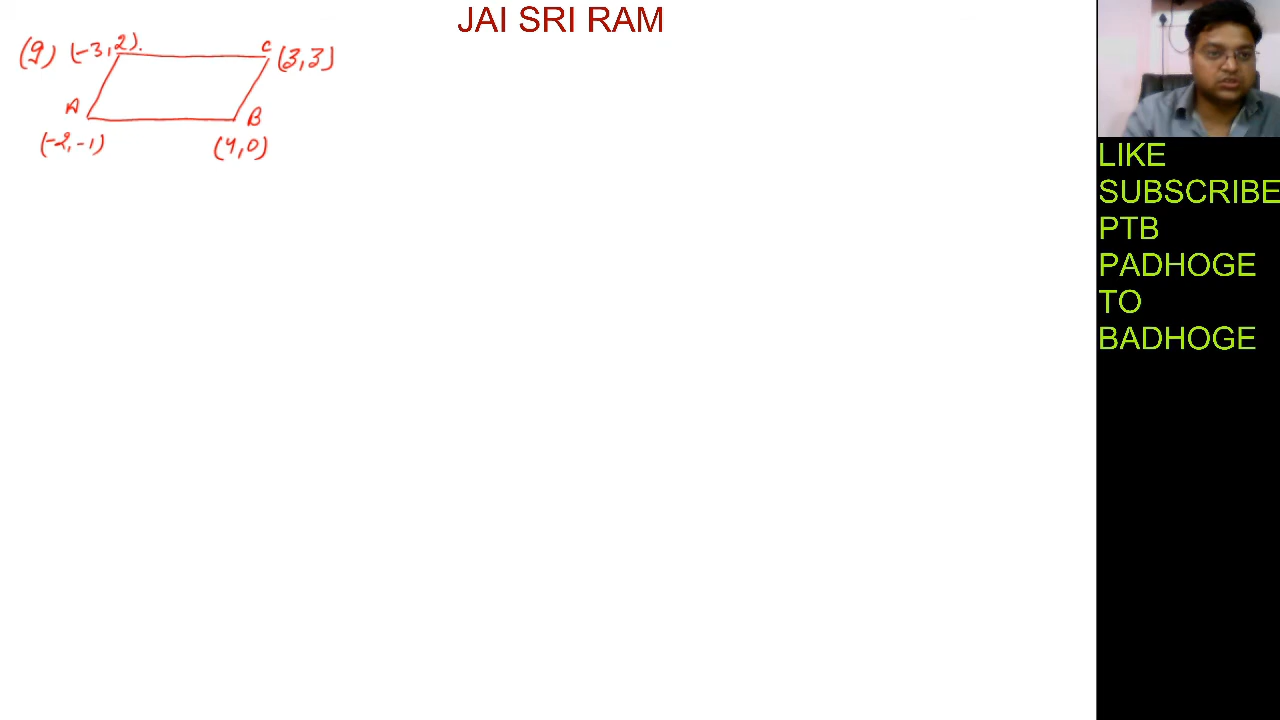 JAI SRI RAM
(9) (-3,2).
C (3,3)
A
B
(-2,-1)
(4,0)
LIKE
SUBSCRIBE
PTB
PADHOGE
TO
BADHOGE